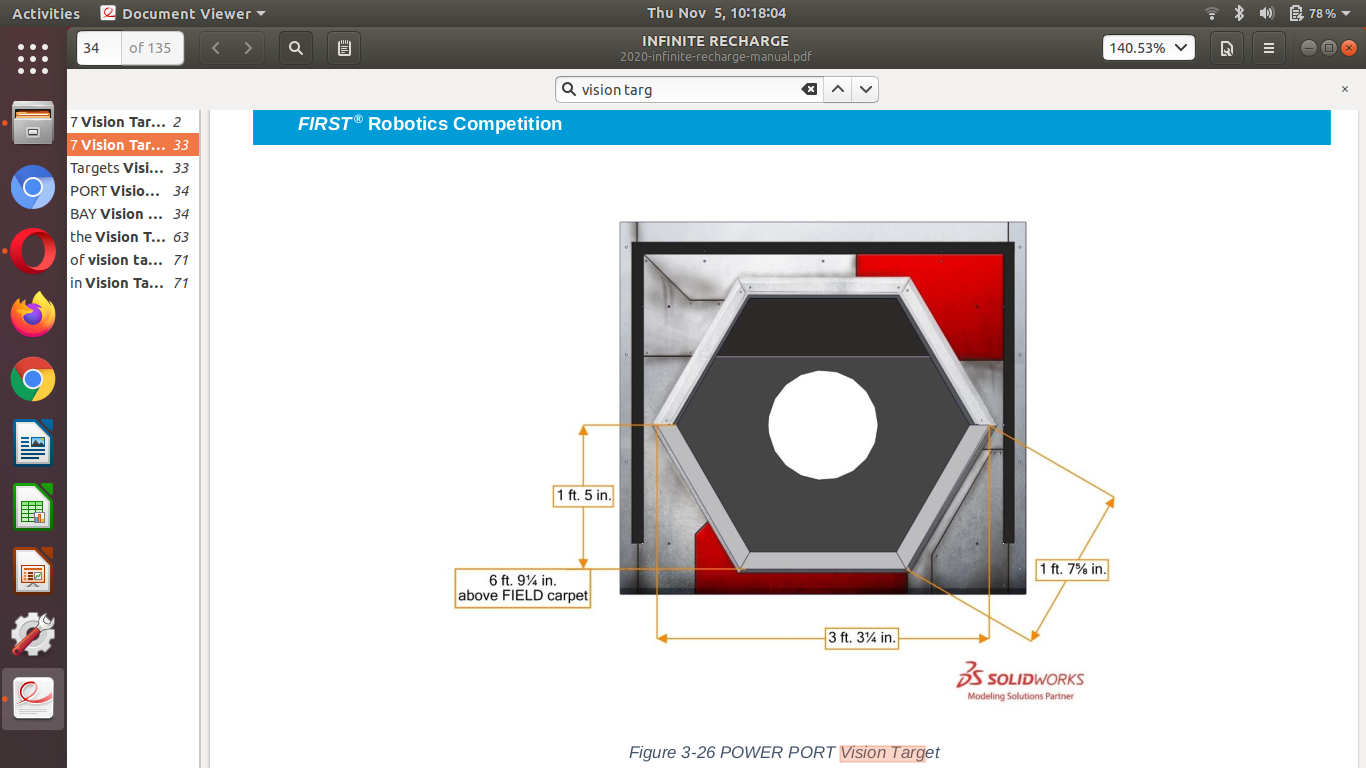 Activities
Document Viewer
Thu Nov  5, 10:18:04
78 %
34
of 135
INFINITE RECHARGE
2020-infinite-recharge-manual.pdf
140.53%
vision targ
7 Vision Tar… 2
7 Vision Tar… 33
Targets Visi… 33
PORT Visio… 34
BAY Vision … 34
the Vision T… 63
of vision ta… 71
in Vision Ta… 71
FIRST® Robotics Competition
1 ft. 5 in.
6 ft. 9¼ in.
above FIELD carpet
1 ft. 7⅝ in.
3 ft. 3¼ in.
SOLIDWORKS
Modeling Solutions Partner
Figure 3-26 POWER PORT Vision Target